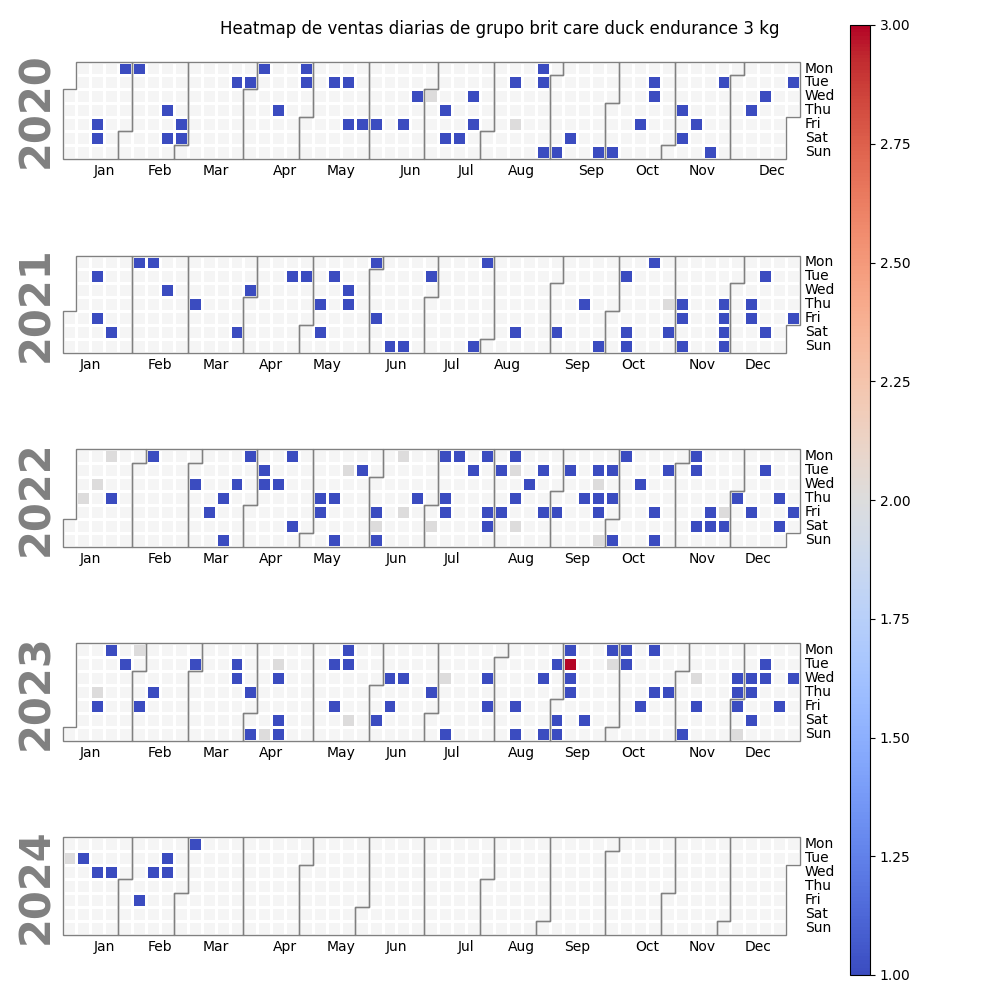 Heatmap de ventas diarias de grupo brit care duck endurance 3 kg
2020
Mon
Tue
Wed
Thu
Fri
Sat
Sun
Jan Feb Mar Apr May Jun Jul Aug Sep Oct Nov Dec
2021
Mon
Tue
Wed
Thu
Fri
Sat
Sun
Jan Feb Mar Apr May Jun Jul Aug Sep Oct Nov Dec
2022
Mon
Tue
Wed
Thu
Fri
Sat
Sun
Jan Feb Mar Apr May Jun Jul Aug Sep Oct Nov Dec
2023
Mon
Tue
Wed
Thu
Fri
Sat
Sun
Jan Feb Mar Apr May Jun Jul Aug Sep Oct Nov Dec
2024
Mon
Tue
Wed
Thu
Fri
Sat
Sun
Jan Feb Mar Apr May Jun Jul Aug Sep Oct Nov Dec
3.00
2.75
2.50
2.25
2.00
1.75
1.50
1.25
1.00